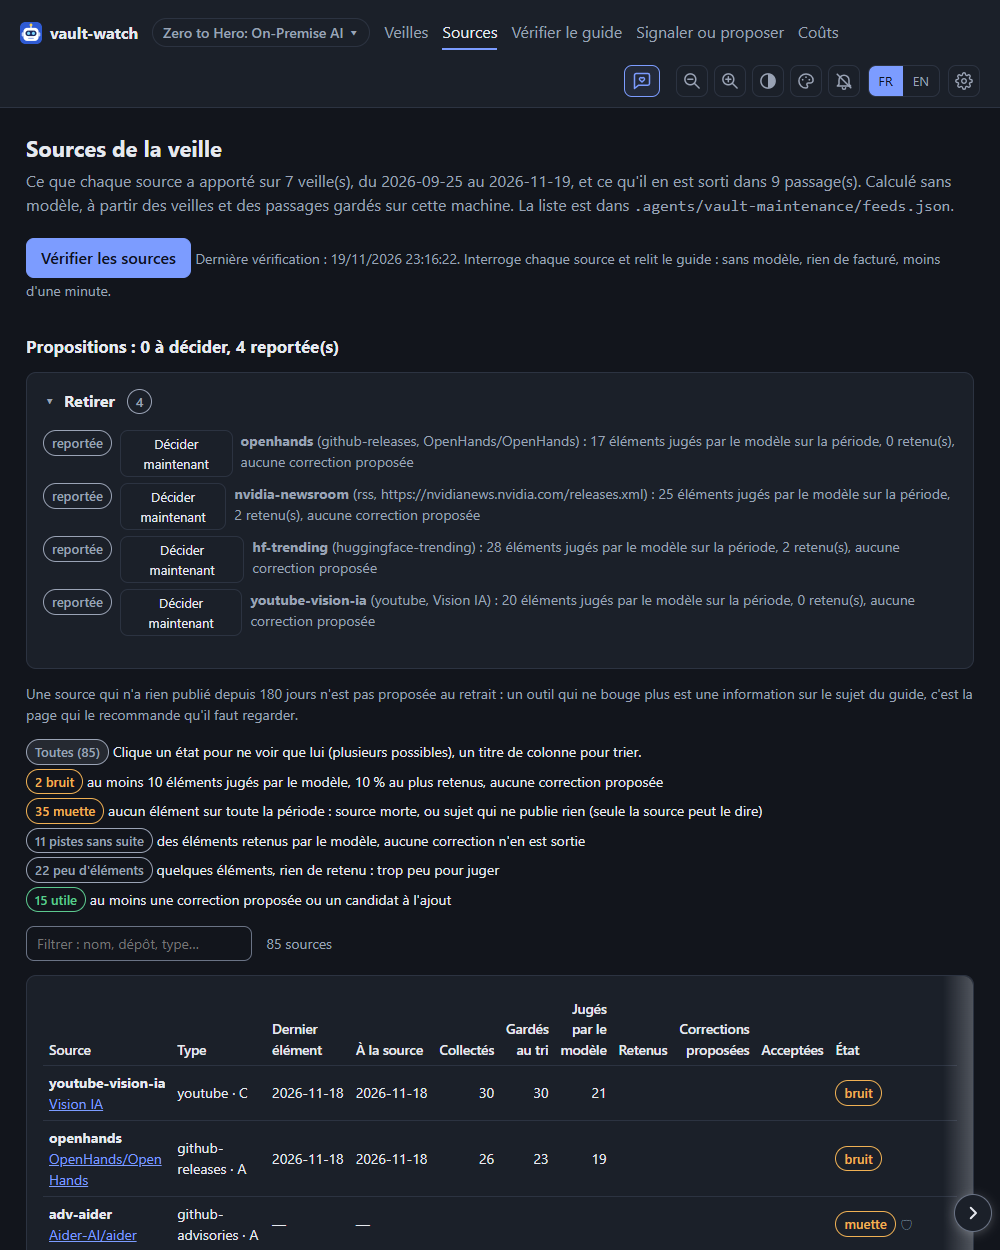 vault-watch
Zero to Hero: On-Premise AI ▾
Veilles
Sources
Vérifier le guide
Signaler ou proposer
Coûts
FR
EN
Sources de la veille
Ce que chaque source a apporté sur 7 veille(s), du 2026-09-25 au 2026-11-19, et ce qu'il en est sorti dans 9 passage(s). Calculé sans
modèle, à partir des veilles et des passages gardés sur cette machine. La liste est dans .agents/vault-maintenance/feeds.json.
Vérifier les sources
Dernière vérification : 19/11/2026 23:16:22. Interroge chaque source et relit le guide : sans modèle, rien de facturé, moins
d'une minute.
Propositions : 0 à décider, 4 reportée(s)
▾ Retirer 4
reportée
Décider
maintenant
openhands (github-releases, OpenHands/OpenHands) : 17 éléments jugés par le modèle sur la période, 0 retenu(s),
aucune correction proposée
reportée
Décider
maintenant
nvidia-newsroom (rss, https://nvidianews.nvidia.com/releases.xml) : 25 éléments jugés par le modèle sur la période,
2 retenu(s), aucune correction proposée
reportée
Décider
maintenant
hf-trending (huggingface-trending) : 28 éléments jugés par le modèle sur la période, 2 retenu(s), aucune
correction proposée
reportée
Décider
maintenant
youtube-vision-ia (youtube, Vision IA) : 20 éléments jugés par le modèle sur la période, 0 retenu(s), aucune
correction proposée
Une source qui n'a rien publié depuis 180 jours n'est pas proposée au retrait : un outil qui ne bouge plus est une information sur le sujet du guide, c'est la
page qui le recommande qu'il faut regarder.
Toutes (85) Clique un état pour ne voir que lui (plusieurs possibles), un titre de colonne pour trier.
2 bruit au moins 10 éléments jugés par le modèle, 10 % au plus retenus, aucune correction proposée
35 muette aucun élément sur toute la période : source morte, ou sujet qui ne publie rien (seule la source peut le dire)
11 pistes sans suite des éléments retenus par le modèle, aucune correction n'en est sortie
22 peu d'éléments quelques éléments, rien de retenu : trop peu pour juger
15 utile au moins une correction proposée ou un candidat à l'ajout
Filtrer : nom, dépôt, type...
85 sources
Source
Type
Dernier
élément
À la source
Collectés
Gardés
au tri
Jugés
par le
modèle
Retenus
Corrections
proposées
Acceptées
État
youtube-vision-ia
Vision IA
youtube · C
2026-11-18
2026-11-18
30
30
21
bruit
openhands
OpenHands/Open
Hands
github-
releases · A
2026-11-18
2026-11-18
26
23
19
bruit
adv-aider
Aider-AI/aider
github-
advisories · A
—
—
muette